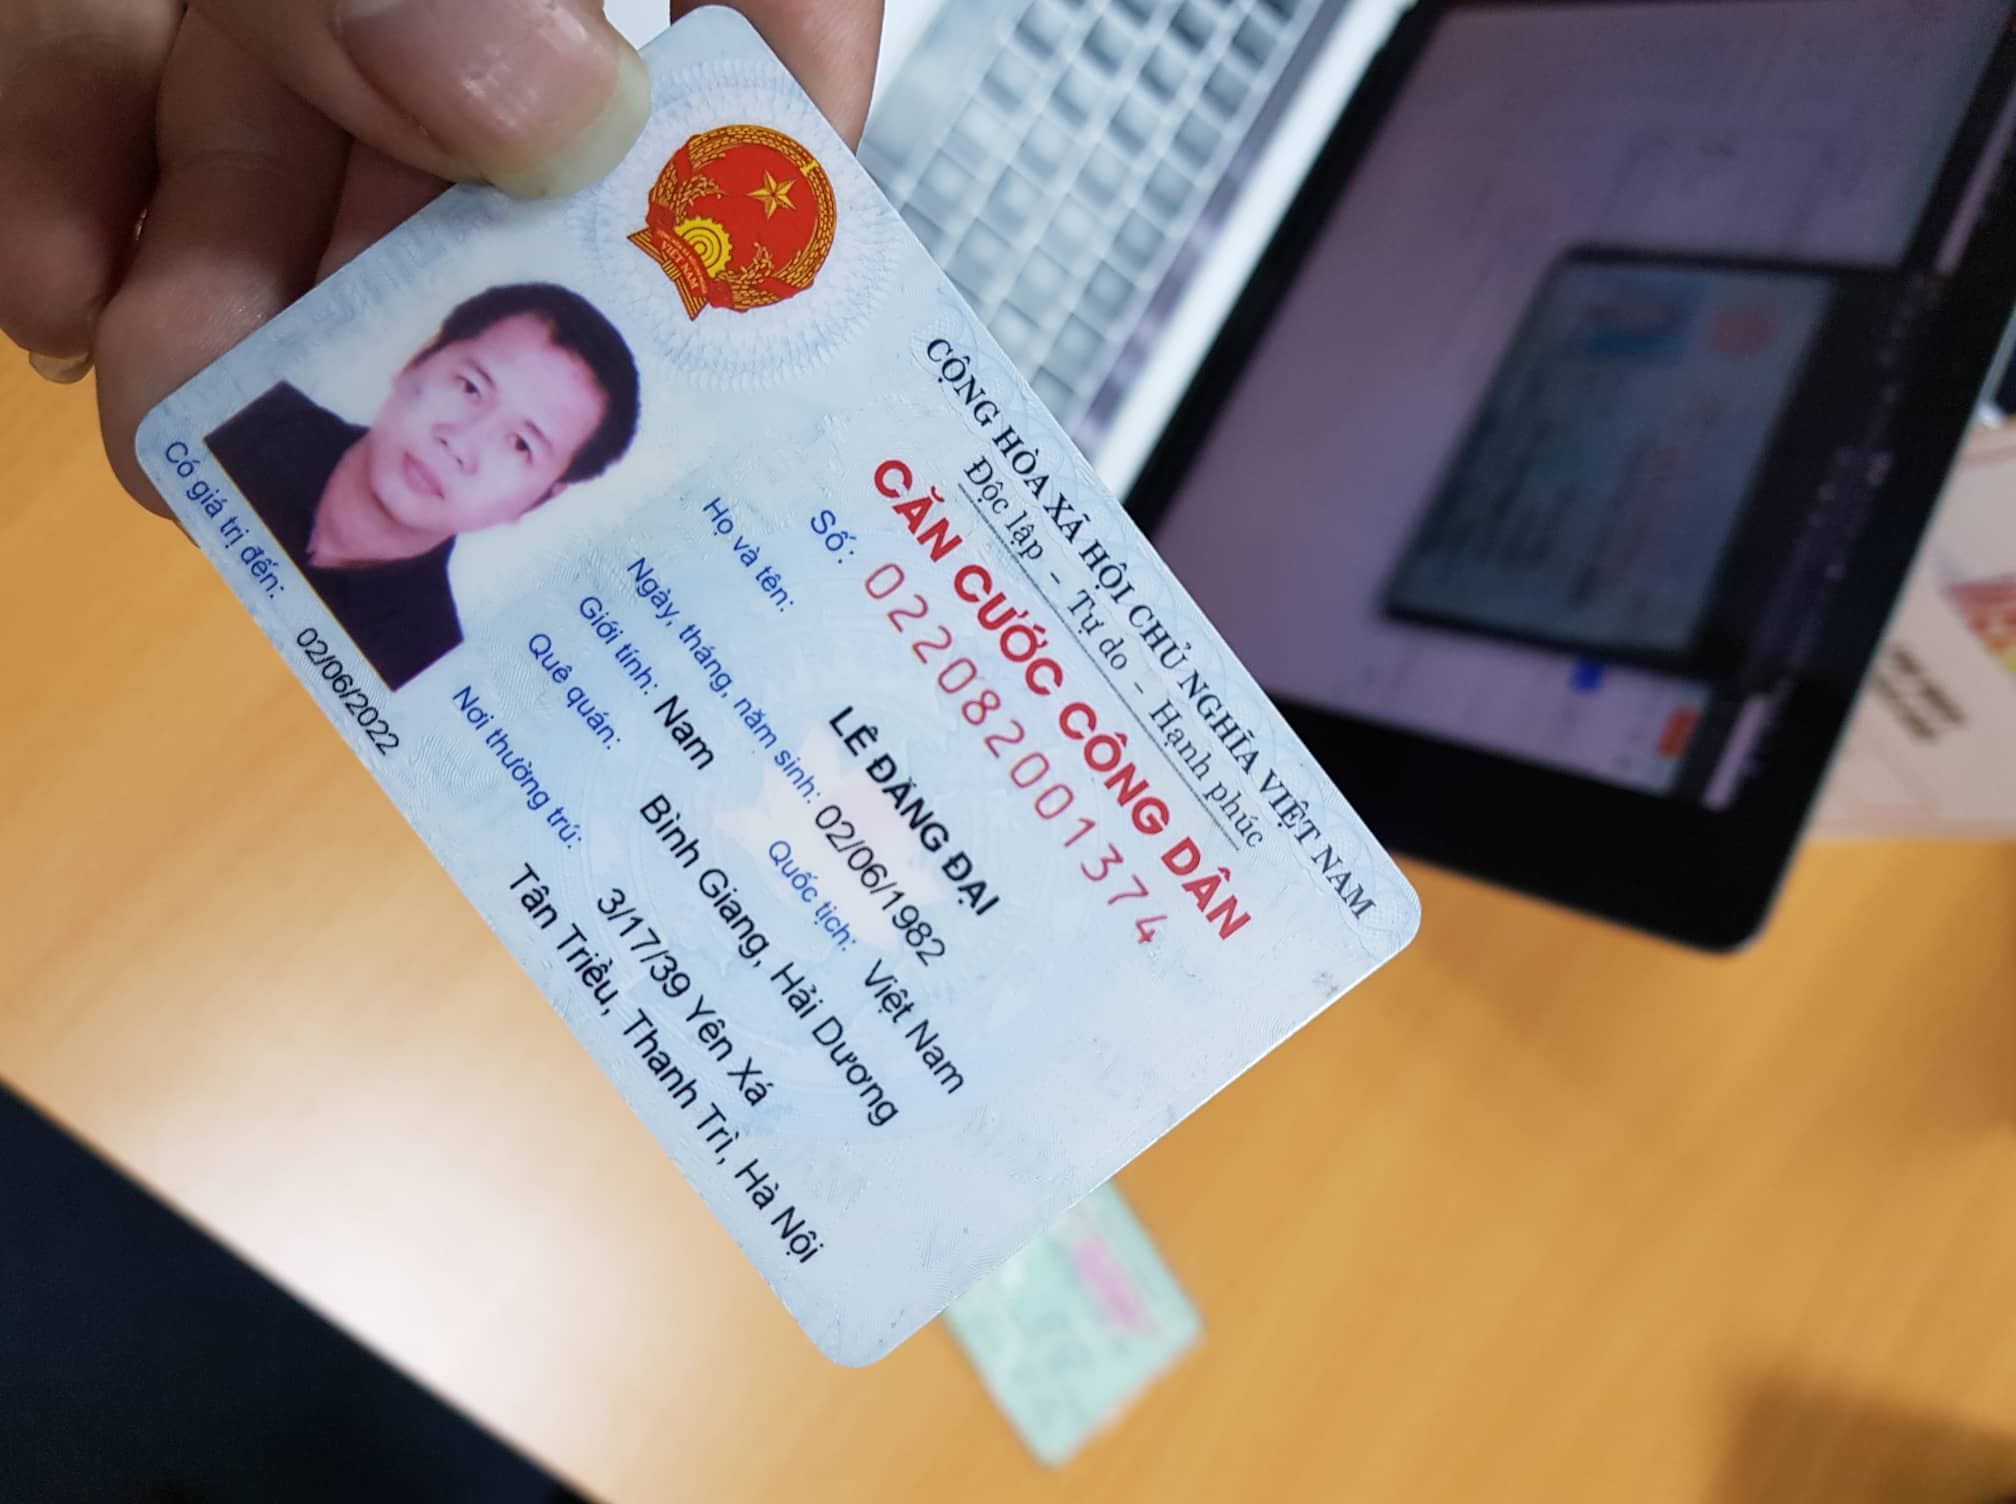 CỘNG HÒA XÃ HỘI CHỦ NGHĨA VIỆT NAM
Độc lập - Tự do - Hạnh phúc
CĂN CƯỚC CÔNG DÂN
Số: 022082001374
Họ và tên:
LÊ ĐĂNG ĐẠI
Ngày, tháng, năm sinh: 02/06/1982
Giới tính: Nam Quốc tịch: Việt Nam
Quê quán:
Bình Giang, Hải Dương
Nơi thường trú: 3/17/39 Yên Xá
Tân Triều, Thanh Trì, Hà Nội
Có giá trị đến: 02/06/2022
VIỆT NAM